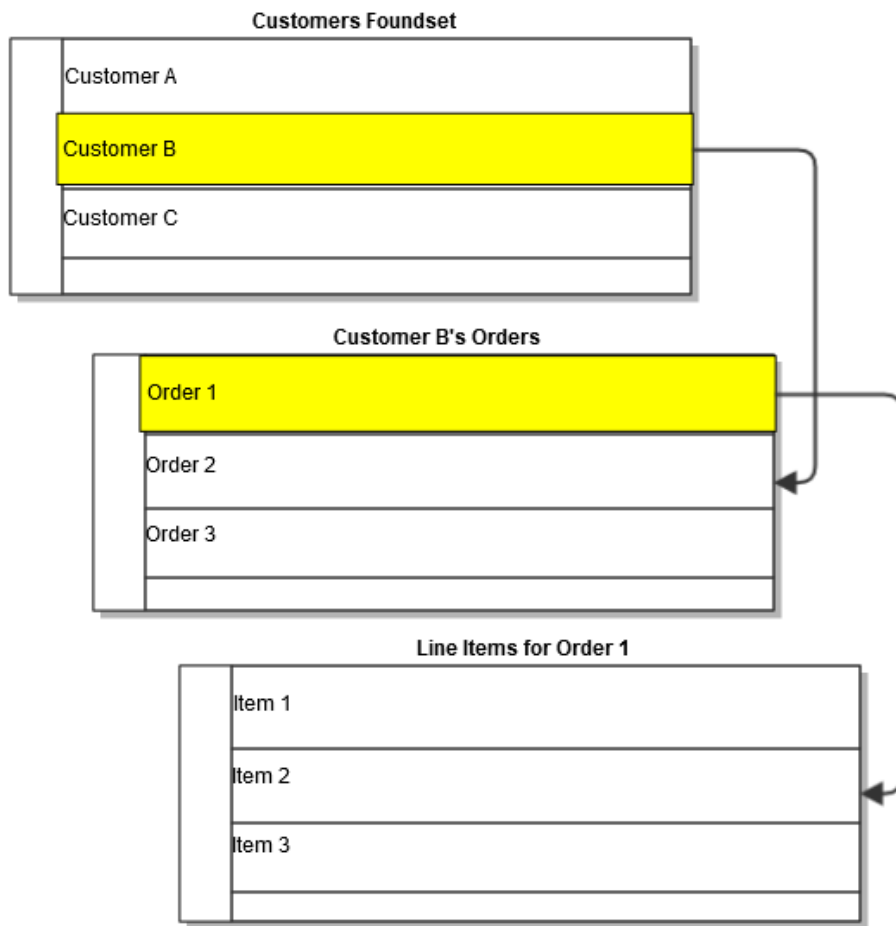 Customers Foundset
Customer A
Customer B
Customer C
Customer B's Orders
Order 1
Order 2
Order 3
Line Items for Order 1
Item 1
Item 2
Item 3